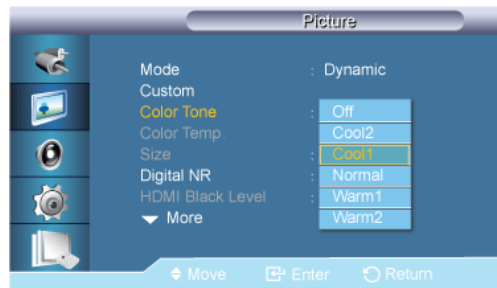 Picture
Mode : Dynamic
Custom
Color Tone : Off
Color Temp. Cool2
Size : Cool1
Digital NR : Normal
HDMI Black Level : Warm1
More Warm2
Move Enter Return